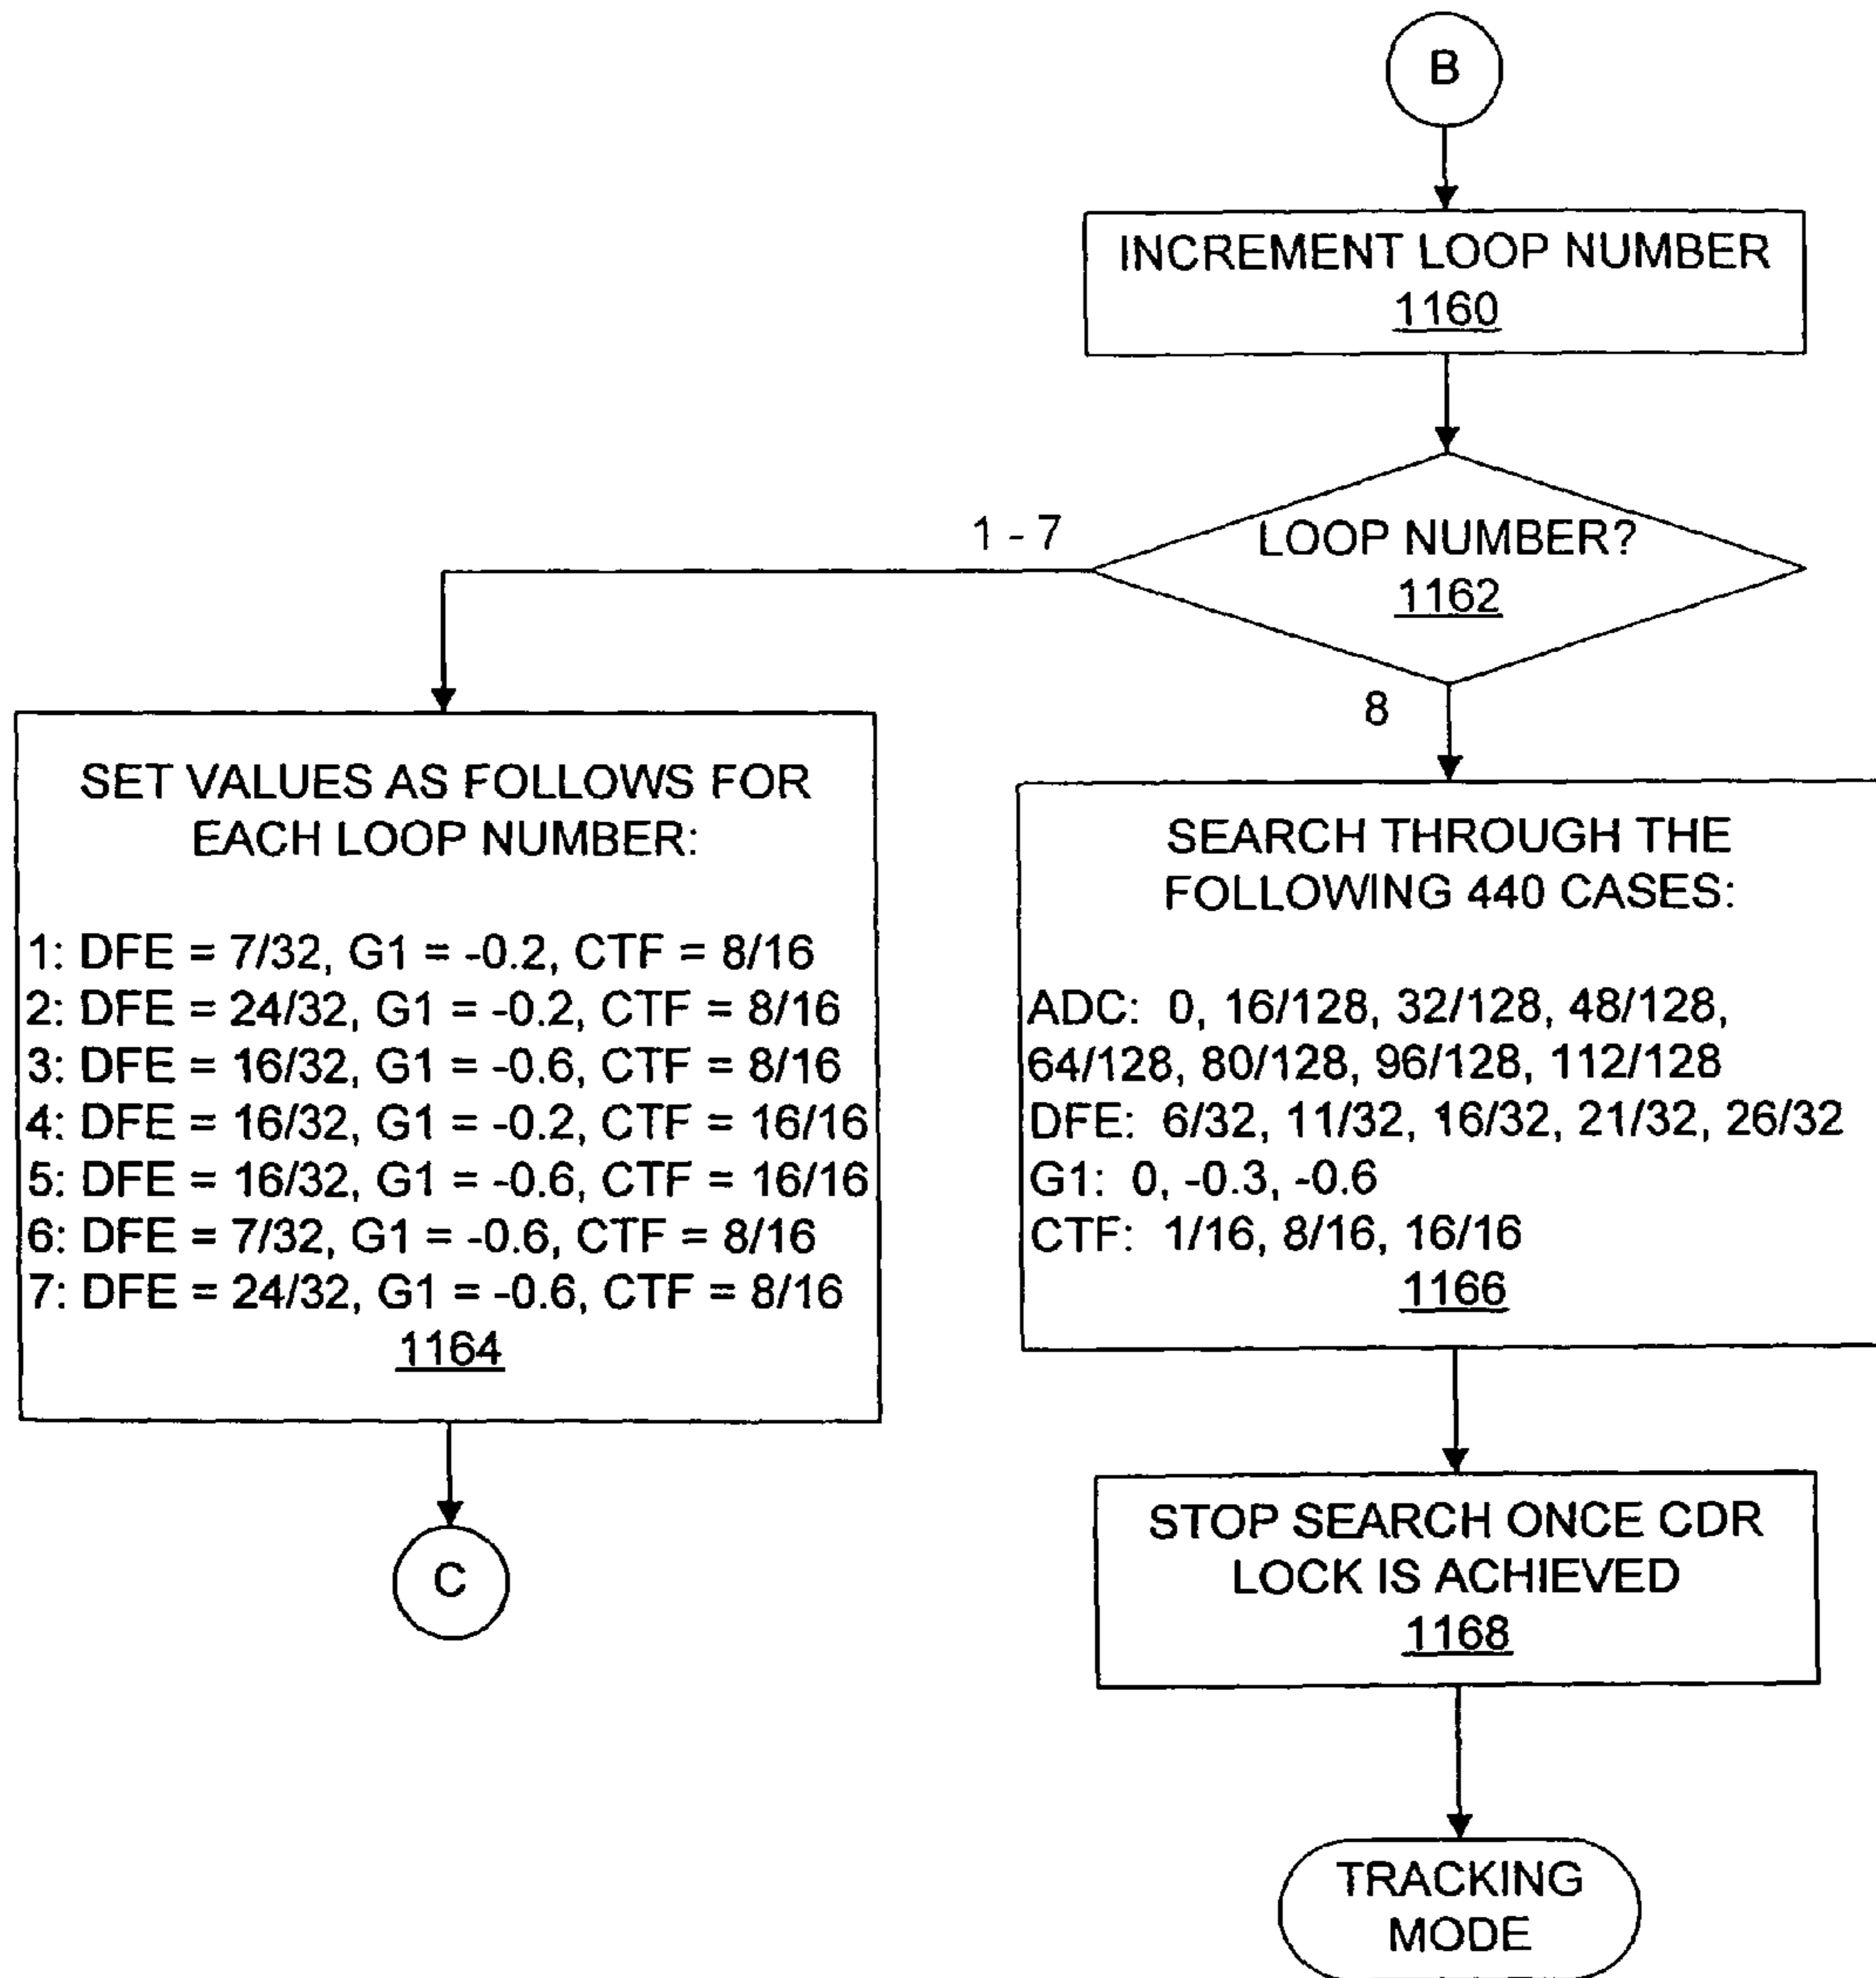 B
INCREMENT LOOP NUMBER
1160
LOOP NUMBER?
1162
1 - 7
8
SET VALUES AS FOLLOWS FOR
EACH LOOP NUMBER:
1: DFE = 7/32, G1 = -0.2, CTF = 8/16
2: DFE = 24/32, G1 = -0.2, CTF = 8/16
3: DFE = 16/32, G1 = -0.6, CTF = 8/16
4: DFE = 16/32, G1 = -0.2, CTF = 16/16
5: DFE = 16/32, G1 = -0.6, CTF = 16/16
6: DFE = 7/32, G1 = -0.6, CTF = 8/16
7: DFE = 24/32, G1 = -0.6, CTF = 8/16
1164
C
SEARCH THROUGH THE
FOLLOWING 440 CASES:
ADC: 0, 16/128, 32/128, 48/128,
64/128, 80/128, 96/128, 112/128
DFE: 6/32, 11/32, 16/32, 21/32, 26/32
G1: 0, -0.3, -0.6
CTF: 1/16, 8/16, 16/16
1166
STOP SEARCH ONCE CDR
LOCK IS ACHIEVED
1168
TRACKING
MODE